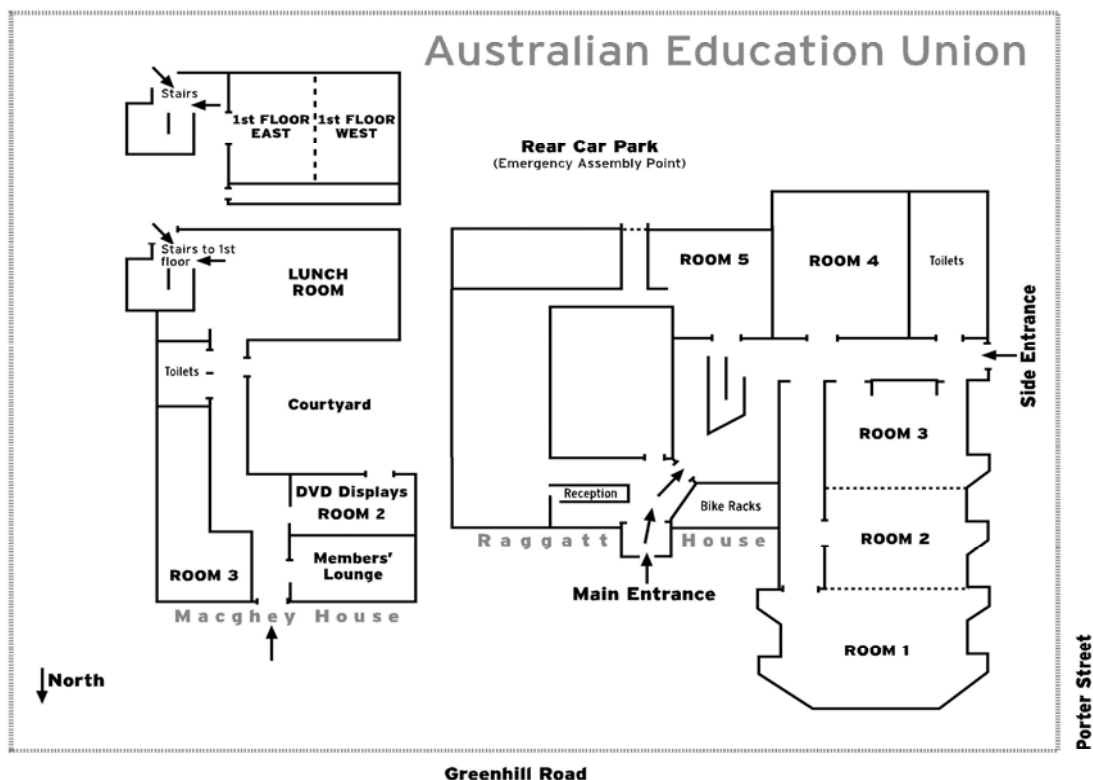 Australian Education Union
Stairs
1st FLOOR
EAST
1st FLOOR
WEST
Rear Car Park
(Emergency Assembly Point)
Stairs to 1st
floor
LUNCH
ROOM
ROOM 5
ROOM 4
Toilets
Side Entrance
Toilets
Courtyard
ROOM 3
DVD Displays
ROOM 2
Reception
Bike Racks
Raggatt House
ROOM 2
Members'
Lounge
ROOM 3
Main Entrance
Macghey House
ROOM 1
North
Porter Street
Greenhill Road